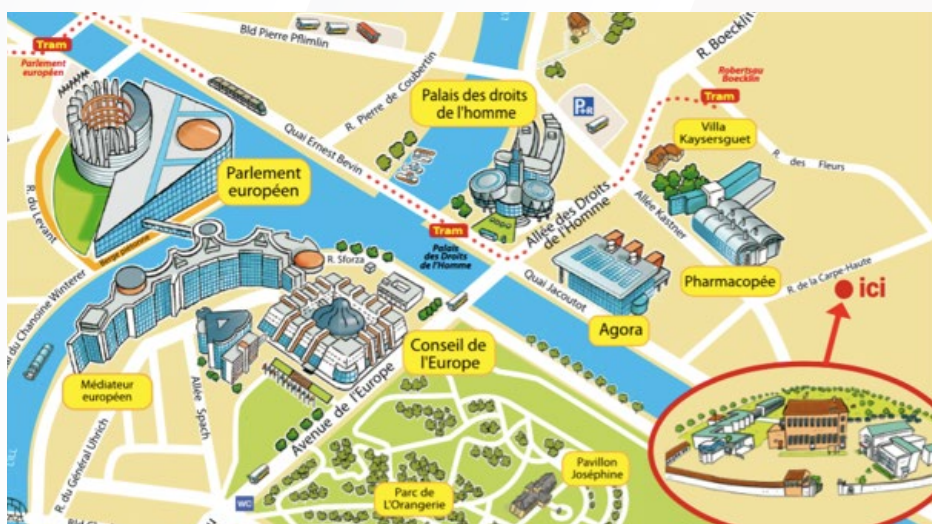 Bld Pierre Pflimlin
R. Boecklin
Tram
Parlement
européen
R. Pierre de Coubertin
Palais des droits
de l'homme
P+R
Robertsau
Boecklin
Tram
Villa
Kaysersguet
R. des Fleurs
Quai Ernest Bevin
Parlement
européen
R. du Levant
Allée des Droits
de l'Homme
Allée Kastner
Tram
Palais
des Droits
de l'Homme
R. Sforza
Quai Jacoutot
Pharmacopée
R. de la Carpe-Haute
ici
du Chanoine Winterer
Agora
Conseil de
l'Europe
Médiateur
européen
Allée Spach
Avenue de l'Europe
R. du Général Uhrich
Pavillon
Joséphine
Parc de
L'Orangerie
WC